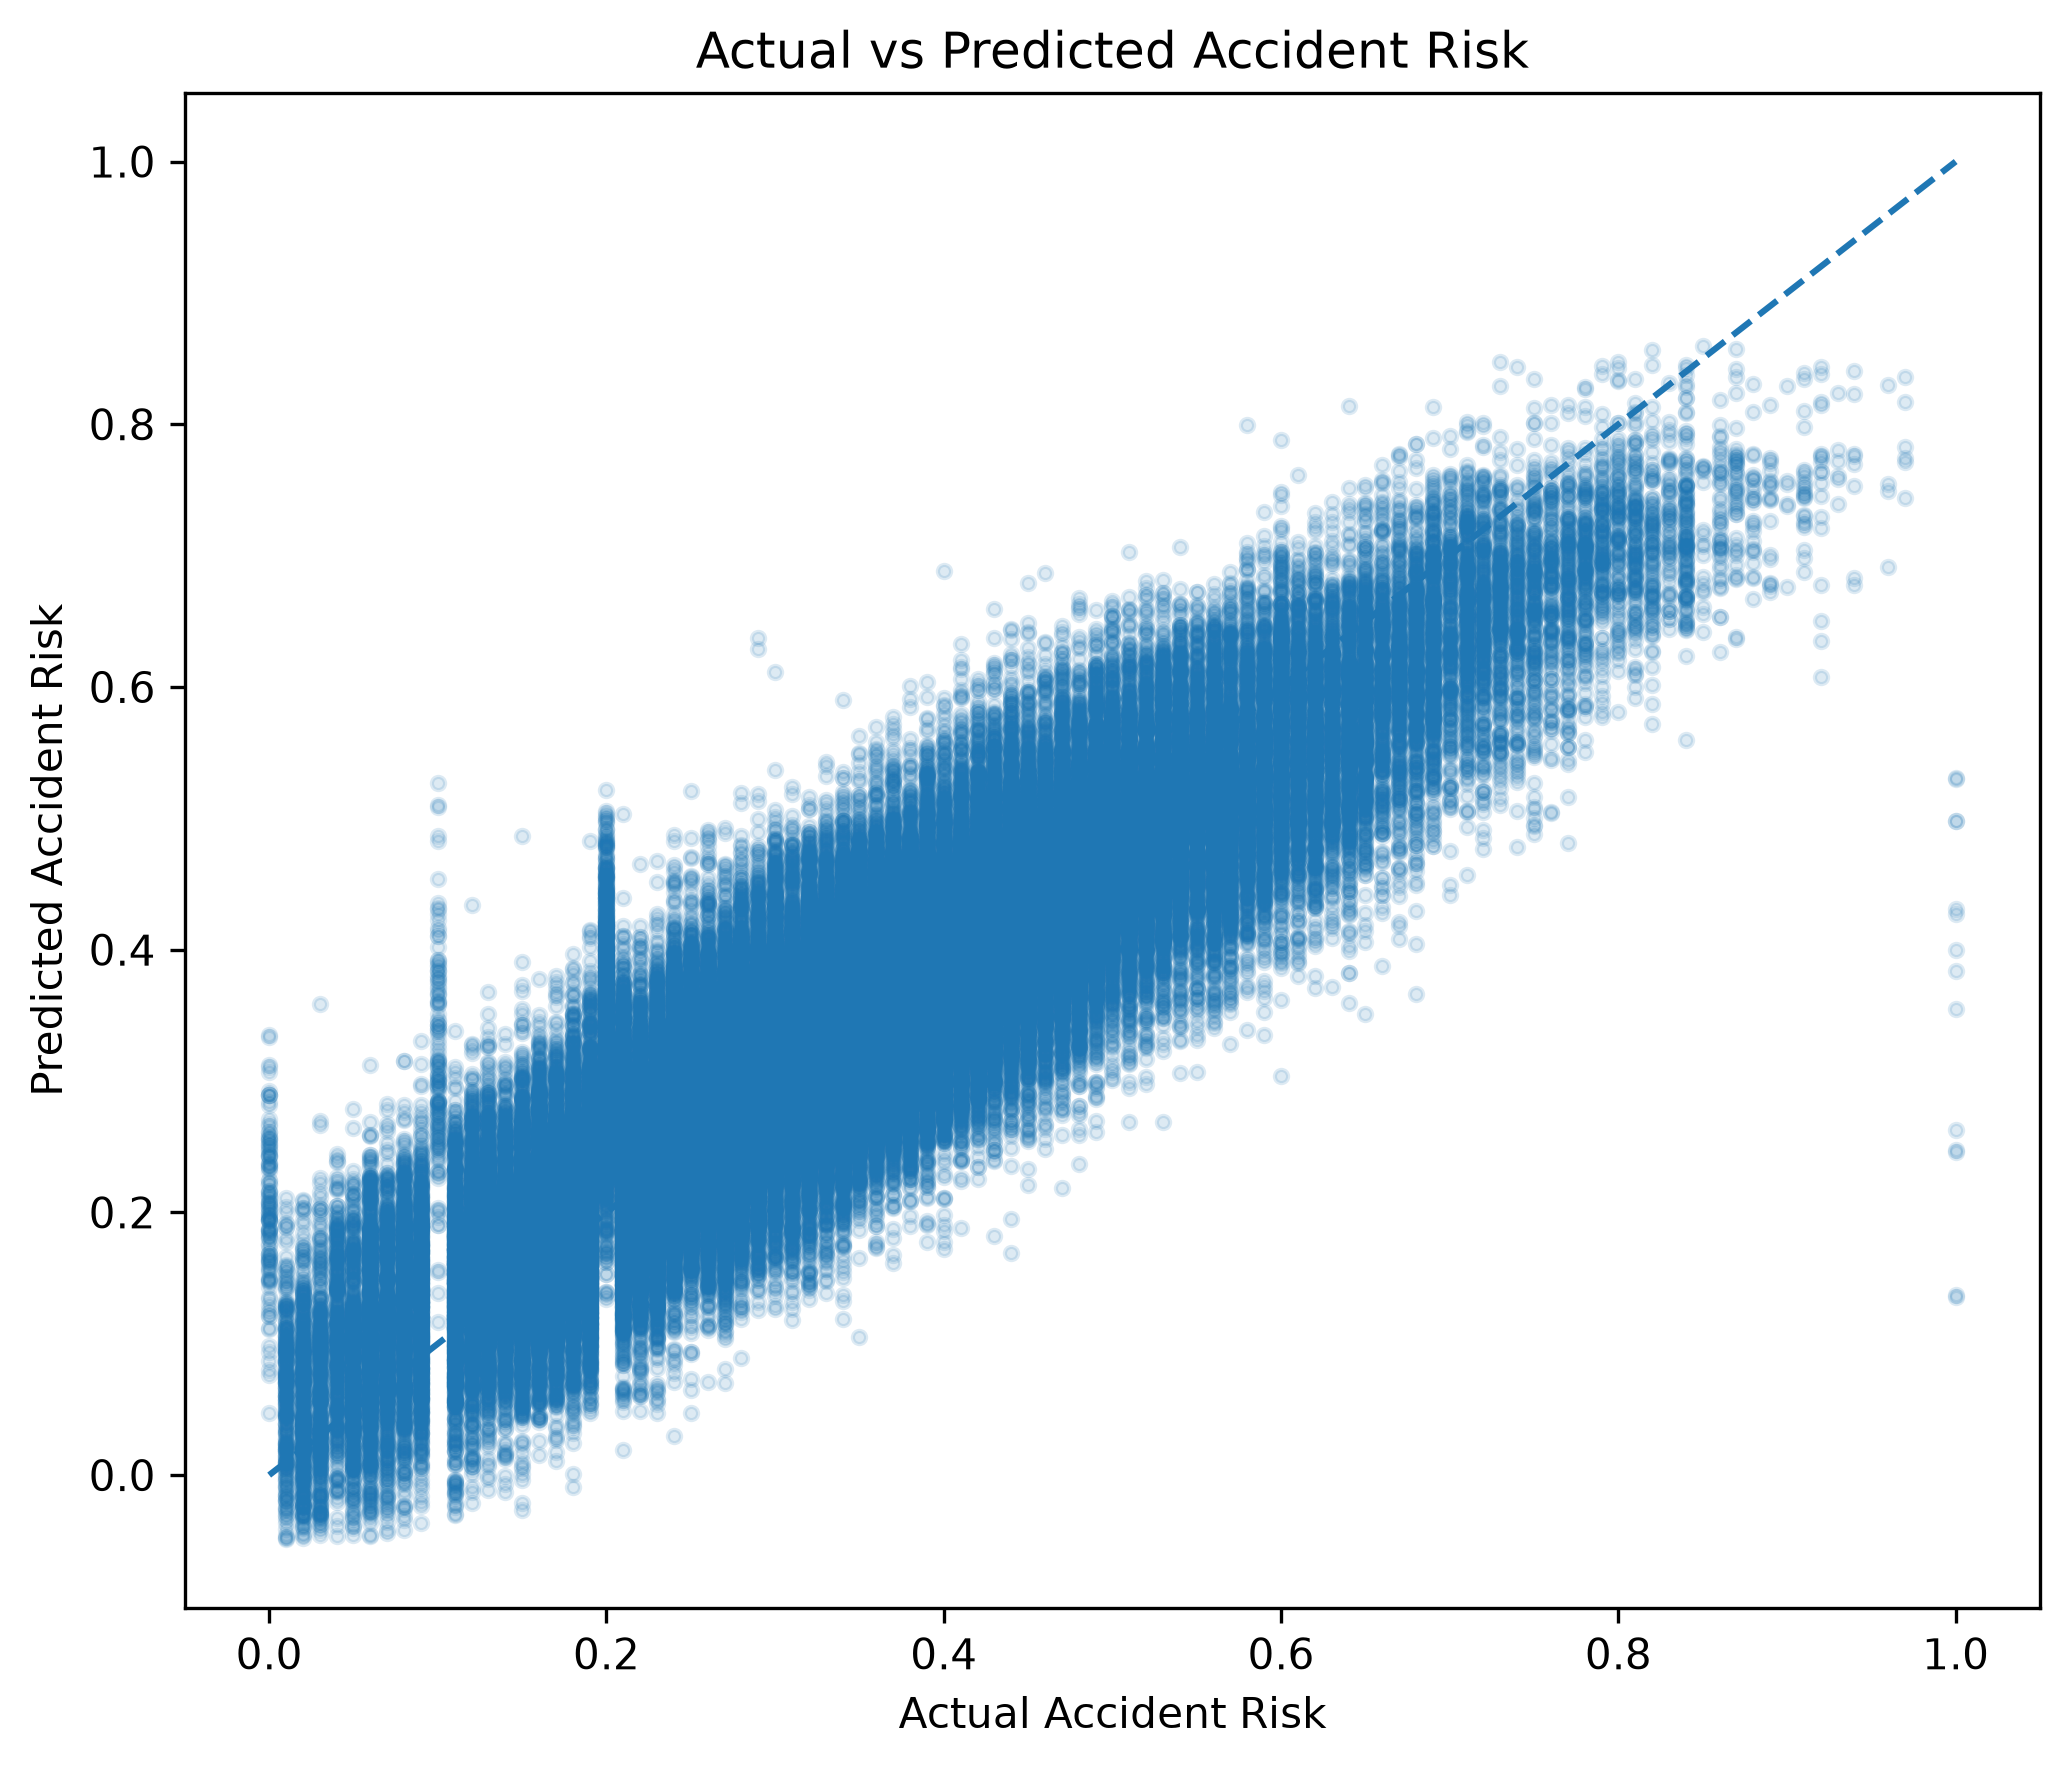 Actual vs Predicted Accident Risk
1.0
0.8
0.6
0.4
0.2
0.0
Predicted Accident Risk
0.0 0.2 0.4 0.6 0.8 1.0
Actual Accident Risk